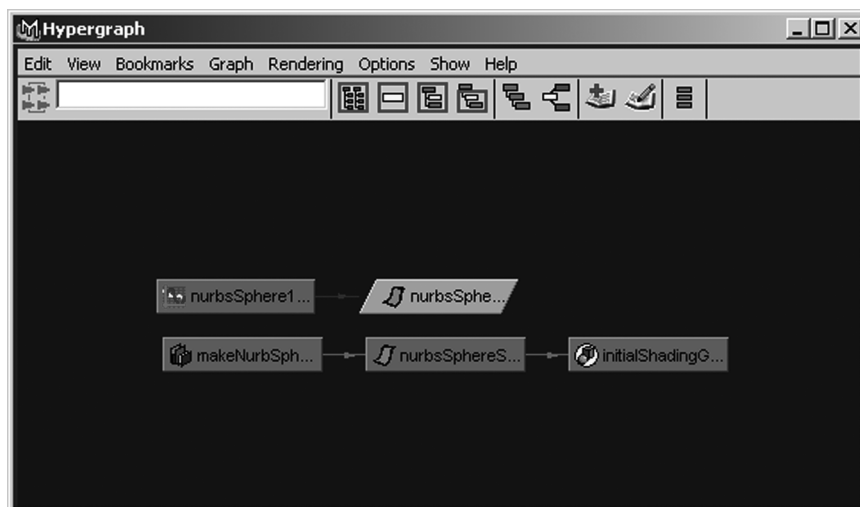 Hypergraph
Edit View Bookmarks Graph Rendering Options Show Help
nurbsSphere1... nurbsSphe...
makeNurbSph... nurbsSphereS... initialShadingG...